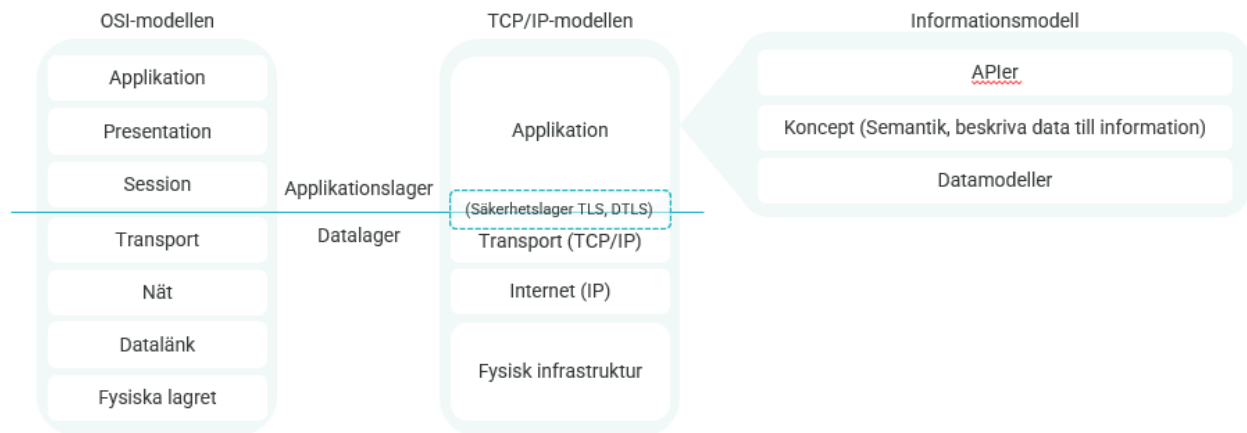 OSI-modellen
Applikation
Presentation
Session
Transport
Nät
Datalänk
Fysiska lagret
Applikationslager
Datalager
TCP/IP-modellen
Applikation
(Säkerhetslager TLS, DTLS)
Transport (TCP/IP)
Internet (IP)
Fysisk infrastruktur
Informationsmodell
APIer
Koncept (Semantik, beskriva data till information)
Datamodeller